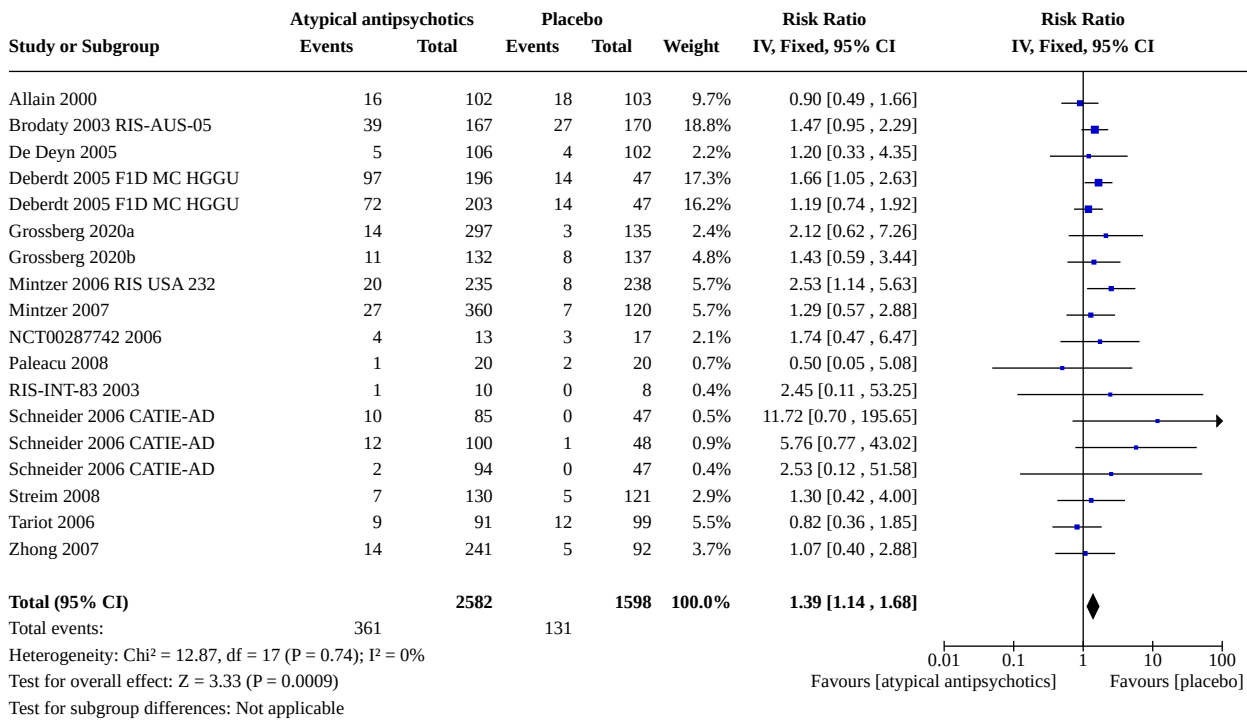 Atypical antipsychotics Placebo Risk Ratio Risk Ratio
Study or Subgroup Events Total Events Total Weight IV, Fixed, 95% CI IV, Fixed, 95% CI
Allain 2000 16 102 18 103 9.7% 0.90 [0.49 , 1.66]
Brodaty 2003 RIS-AUS-05 39 167 27 170 18.8% 1.47 [0.95 , 2.29]
De Deyn 2005 5 106 4 102 2.2% 1.20 [0.33 , 4.35]
Deberdt 2005 F1D MC HGGU 97 196 14 47 17.3% 1.66 [1.05 , 2.63]
Deberdt 2005 F1D MC HGGU 72 203 14 47 16.2% 1.19 [0.74 , 1.92]
Grossberg 2020a 14 297 3 135 2.4% 2.12 [0.62 , 7.26]
Grossberg 2020b 11 132 8 137 4.8% 1.43 [0.59 , 3.44]
Mintzer 2006 RIS USA 232 20 235 8 238 5.7% 2.53 [1.14 , 5.63]
Mintzer 2007 27 360 7 120 5.7% 1.29 [0.57 , 2.88]
NCT00287742 2006 4 13 3 17 2.1% 1.74 [0.47 , 6.47]
Paleacu 2008 1 20 2 20 0.7% 0.50 [0.05 , 5.08]
RIS-INT-83 2003 1 10 0 8 0.4% 2.45 [0.11 , 53.25]
Schneider 2006 CATIE-AD 10 85 0 47 0.5% 11.72 [0.70 , 195.65]
Schneider 2006 CATIE-AD 12 100 1 48 0.9% 5.76 [0.77 , 43.02]
Schneider 2006 CATIE-AD 2 94 0 47 0.4% 2.53 [0.12 , 51.58]
Streim 2008 7 130 5 121 2.9% 1.30 [0.42 , 4.00]
Tariot 2006 9 91 12 99 5.5% 0.82 [0.36 , 1.85]
Zhong 2007 14 241 5 92 3.7% 1.07 [0.40 , 2.88]
Total (95% CI) 2582 1598 100.0% 1.39 [1.14 , 1.68]
Total events: 361 131
Heterogeneity: Chi² = 12.87, df = 17 (P = 0.74); I² = 0%
0.01 0.1 1 10 100
Test for overall effect: Z = 3.33 (P = 0.0009) Favours [atypical antipsychotics] Favours [placebo]
Test for subgroup differences: Not applicable